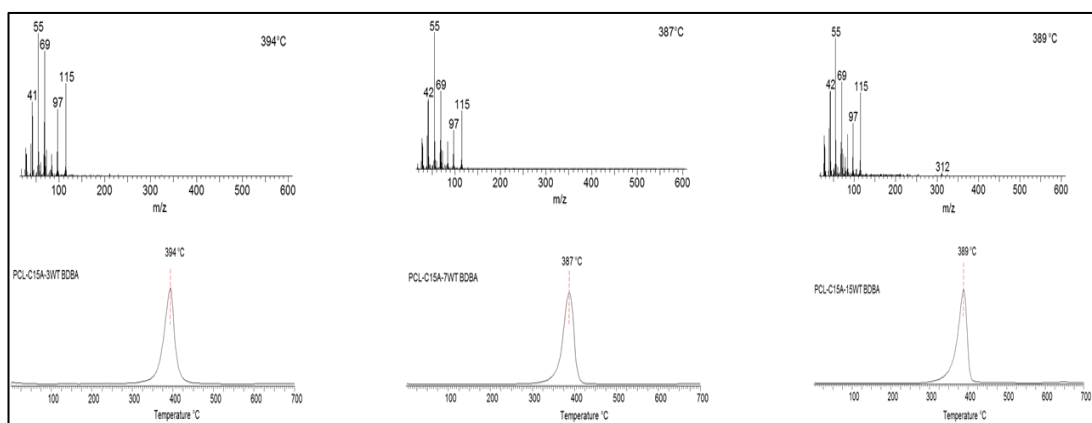 55
69
41
115
97
394°C
100 200 300 400 500 600
m/z
55
42
69
115
97
387°C
100 200 300 400 500 600
m/z
55
42
69
115
97
312
389°C
100 200 300 400 500 600
m/z
394°C
PCL-C15A-3WT BDBA
0 100 200 300 400 500 600 700
Temperature °C
387°C
PCL-C15A-7WT BDBA
0 100 200 300 400 500 600 700
Temperature °C
389°C
PCL-C15A-15WT BDBA
100 200 300 400 500 600 700
Temperature °C